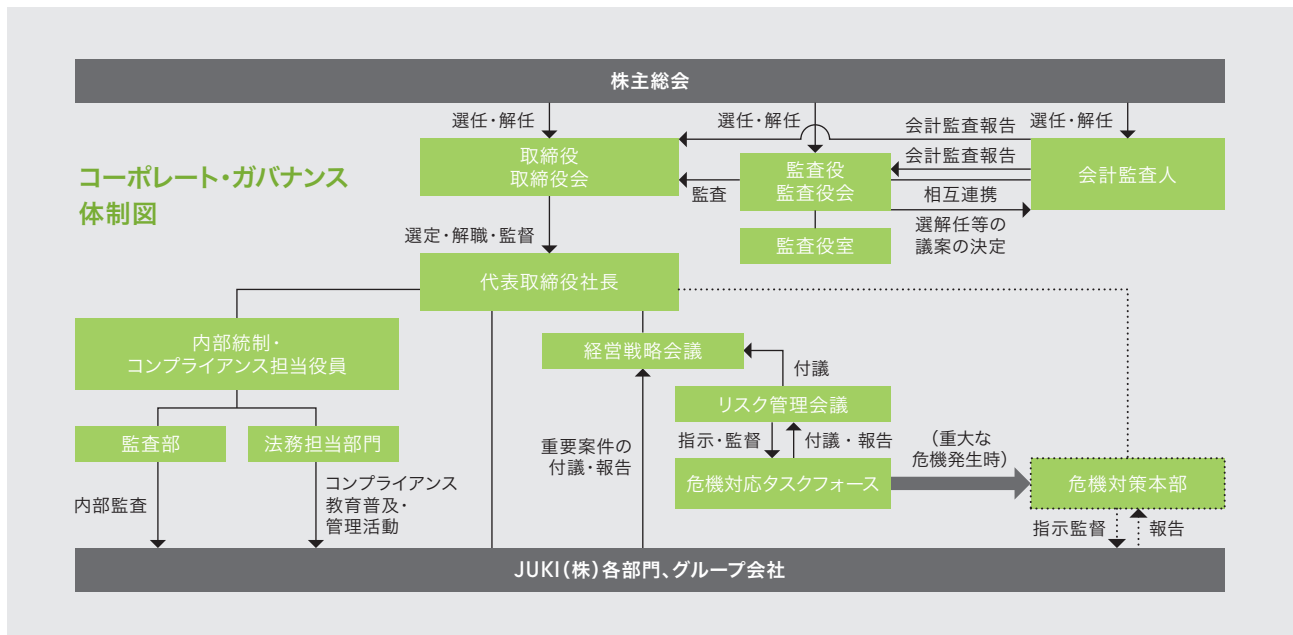 株主総会
選任・解任
選任・解任
会計監査報告
選任・解任
コーポレート・ガバナンス
体制図
取締役
取締役会
監査
監査役
監査役会
会計監査報告
相互連携
選解任等の
議案の決定
会計監査人
監査役室
選定・解職・監督
代表取締役社長
内部統制・
コンプライアンス担当役員
経営戦略会議
付議
リスク管理会議
監査部
法務担当部門
重要案件の
付議・報告
指示・監督
付議・報告
(重大な
危機発生時)
危機対応タスクフォース
危機対策本部
内部監査
コンプライアンス
教育普及・
管理活動
指示監督
報告
JUKI(株)各部門、グループ会社